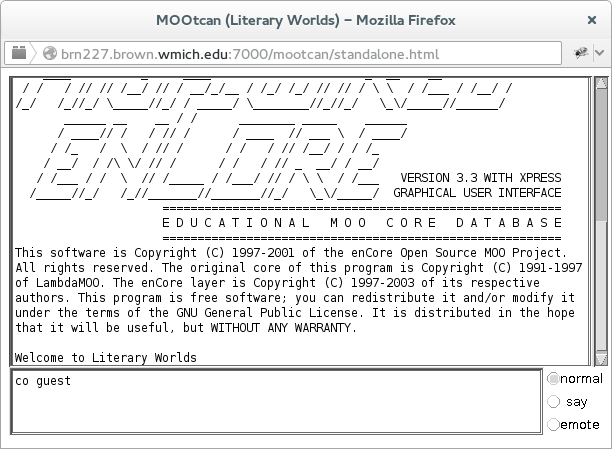 MOOtcan (Literary Worlds) – Mozilla Firefox
brn227.brown.wmich.edu:7000/mootcan/standalone.html
enCore
VERSION 3.3 WITH XPRESS
GRAPHICAL USER INTERFACE
E D U C A T I O N A L   M O O   C O R E   D A T A B A S E
This software is Copyright (C) 1997-2001 of the enCore Open Source MOO Project.
All rights reserved. The original core of this program is Copyright (C) 1991-1997
of LambdaMOO. The enCore layer is Copyright (C) 1997-2003 of its respective
authors. This program is free software; you can redistribute it and/or modify it
under the terms of the GNU General Public License. It is distributed in the hope
that it will be useful, but WITHOUT ANY WARRANTY.
Welcome to Literary Worlds
co guest
normal
say
emote